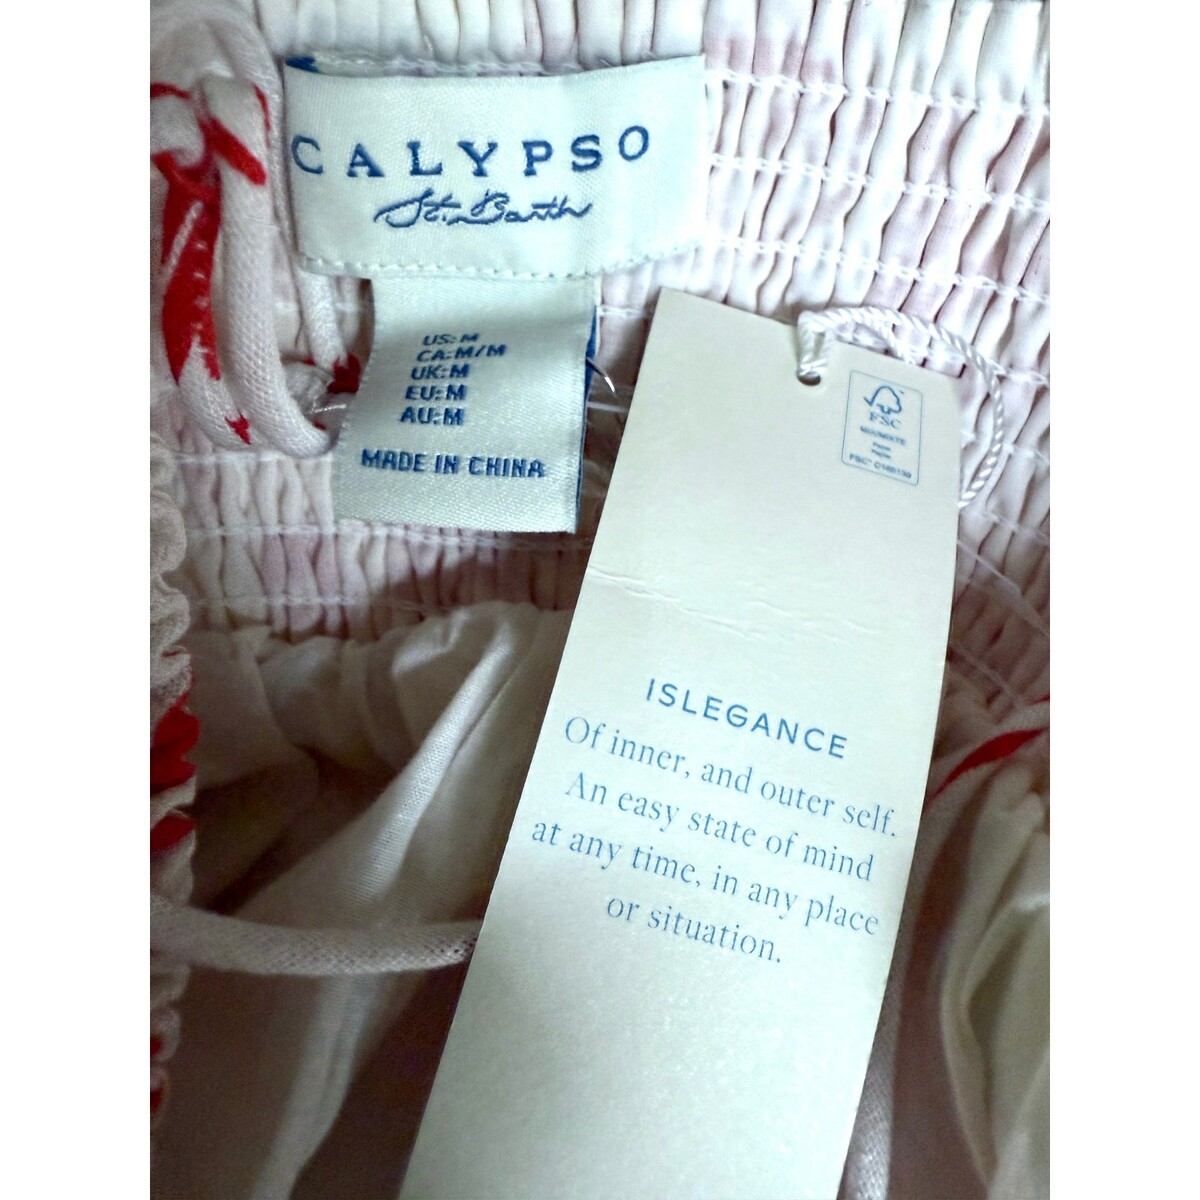 CALYPSO
St. Barth
US: M
CA: M/M
UK: M
EU: M
AU: M
MADE IN CHINA
FSC
ISLEGANCE
Of inner, and outer self.
An easy state of mind
at any time, in any place
or situation.